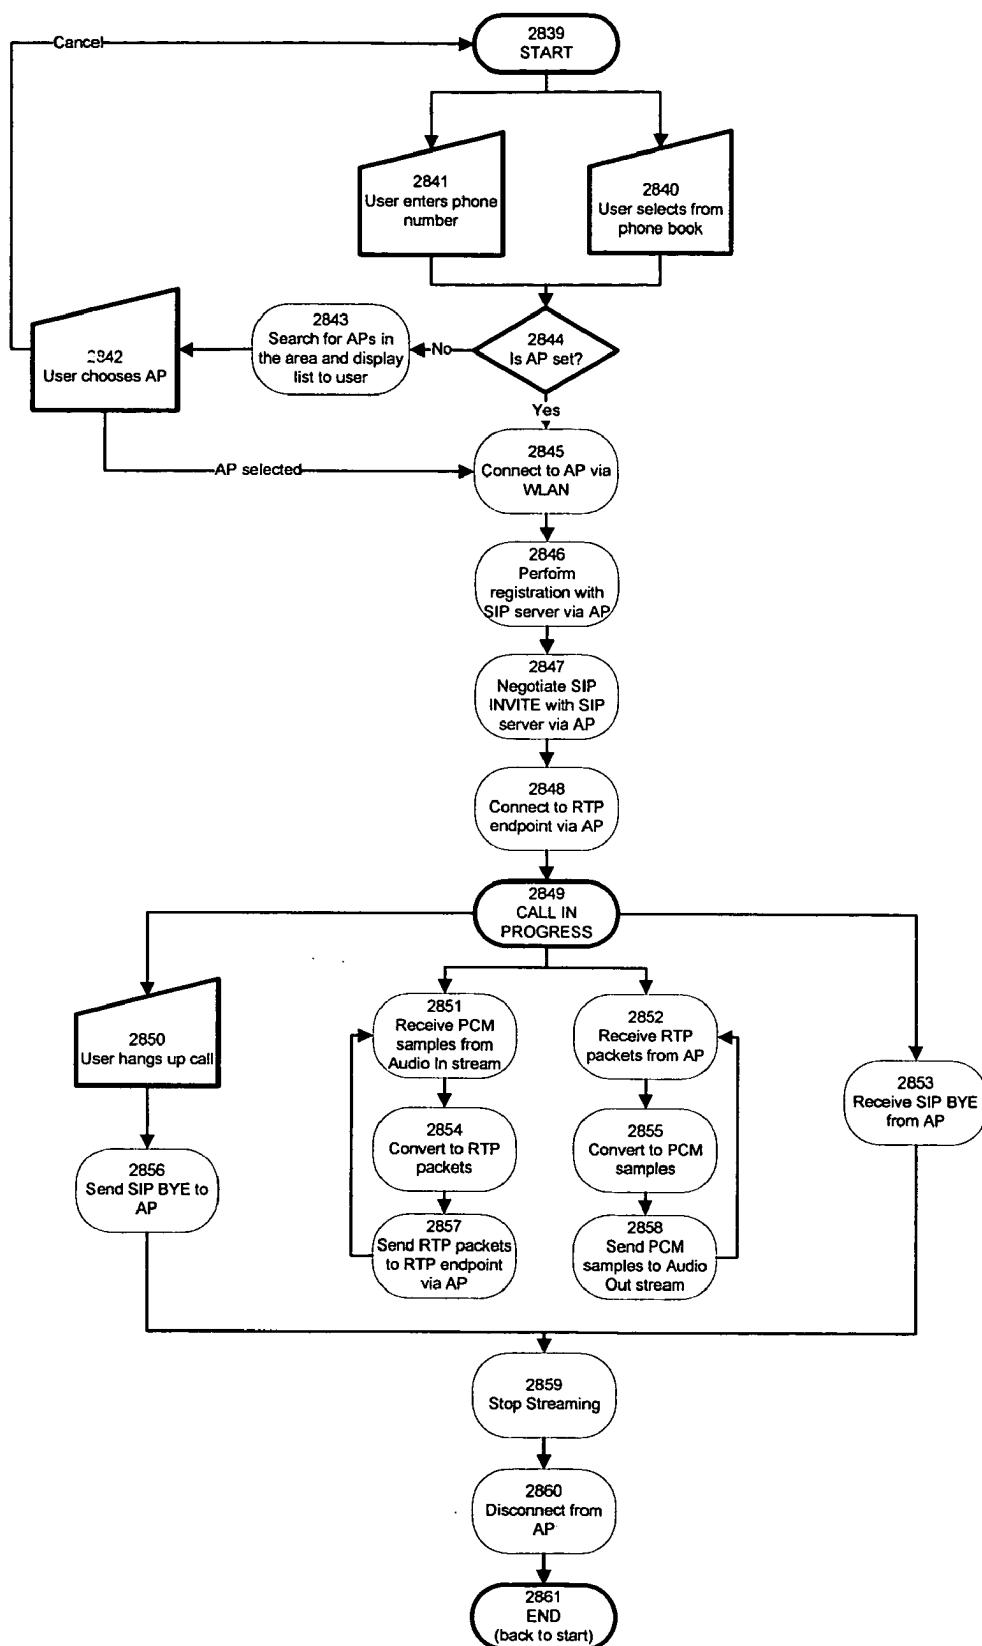 Cancel
2839
START
2841
User enters phone
number
2840
User selects from
phone book
2842
User chooses AP
2843
Search for APs in
the area and display
list to user
No
2844
Is AP set?
Yes
AP selected
2845
Connect to AP via
WLAN
2846
Perform
registration with
SIP server via AP
2847
Negotiate SIP
INVITE with SIP
server via AP
2848
Connect to RTP
endpoint via AP
2849
CALL IN
PROGRESS
2850
User hangs up call
2851
Receive PCM
samples from
Audio In stream
2852
Receive RTP
packets from AP
2853
Receive SIP BYE
from AP
2854
Convert to RTP
packets
2855
Convert to PCM
samples
2856
Send SIP BYE to
AP
2857
Send RTP packets
to RTP endpoint
via AP
2858
Send PCM
samples to Audio
Out stream
2859
Stop Streaming
2860
Disconnect from
AP
2861
END
(back to start)